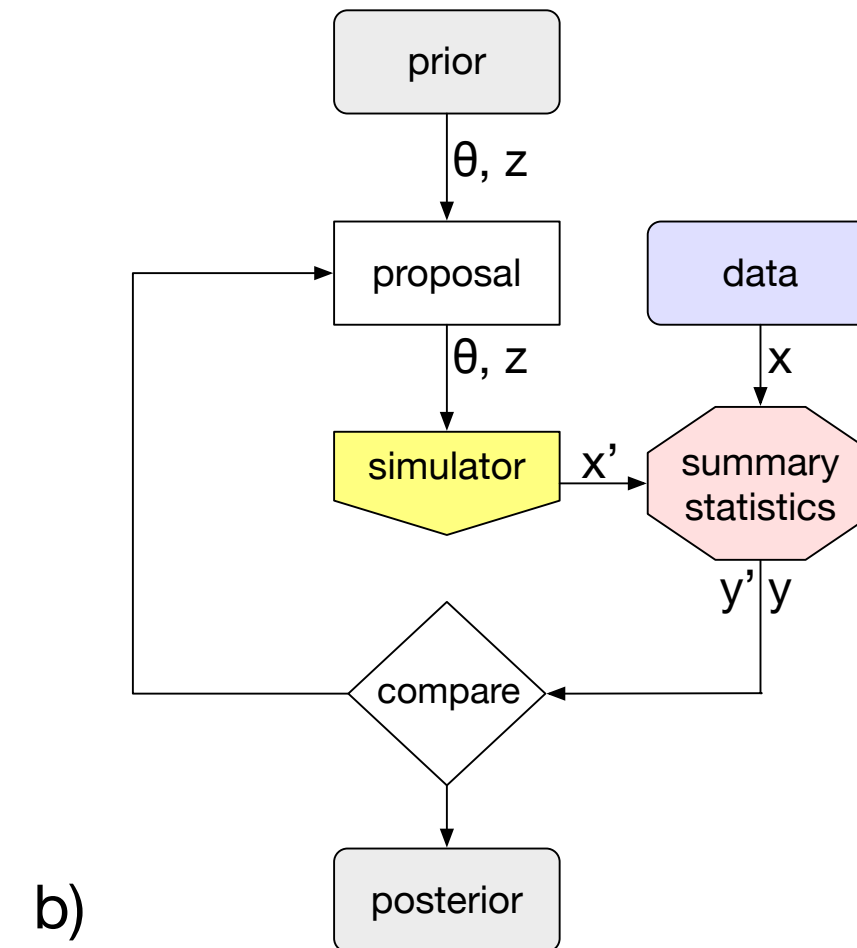 prior
θ, z
proposal
data
θ, z
x
simulator
x’
summary
statistics
y’ y
compare
posterior
b)